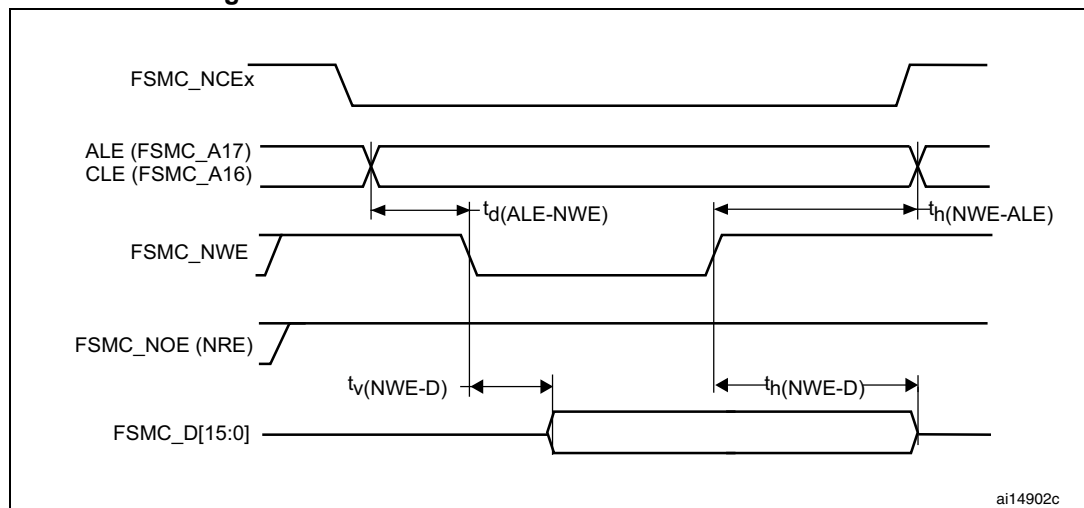 FSMC_NCEx
ALE (FSMC_A17)
CLE (FSMC_A16)
td(ALE-NWE)
th(NWE-ALE)
FSMC_NWE
FSMC_NOE (NRE)
tv(NWE-D)
th(NWE-D)
FSMC_D[15:0]
ai14902c